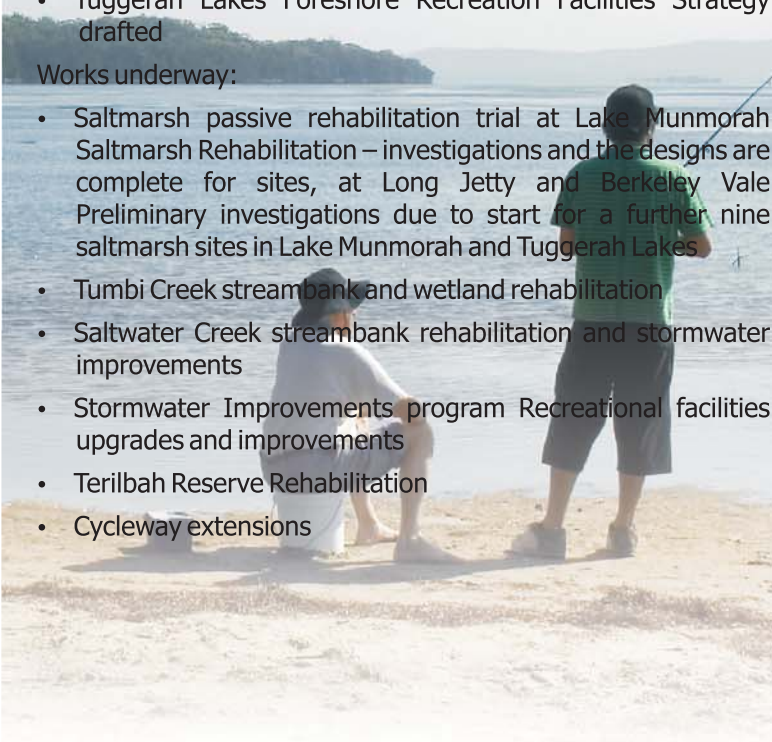 • Tuggerah Lakes Foreshore Recreation Facilities Strategy
drafted
Works underway:
• Saltmarsh passive rehabilitation trial at Lake Munmorah
Saltmarsh Rehabilitation – investigations and the designs are
complete for sites, at Long Jetty and Berkeley Vale
Preliminary investigations due to start for a further nine
saltmarsh sites in Lake Munmorah and Tuggerah Lakes
• Tumbi Creek streambank and wetland rehabilitation
• Saltwater Creek streambank rehabilitation and stormwater
improvements
• Stormwater Improvements program Recreational facilities
upgrades and improvements
• Terilbah Reserve Rehabilitation
• Cycleway extensions